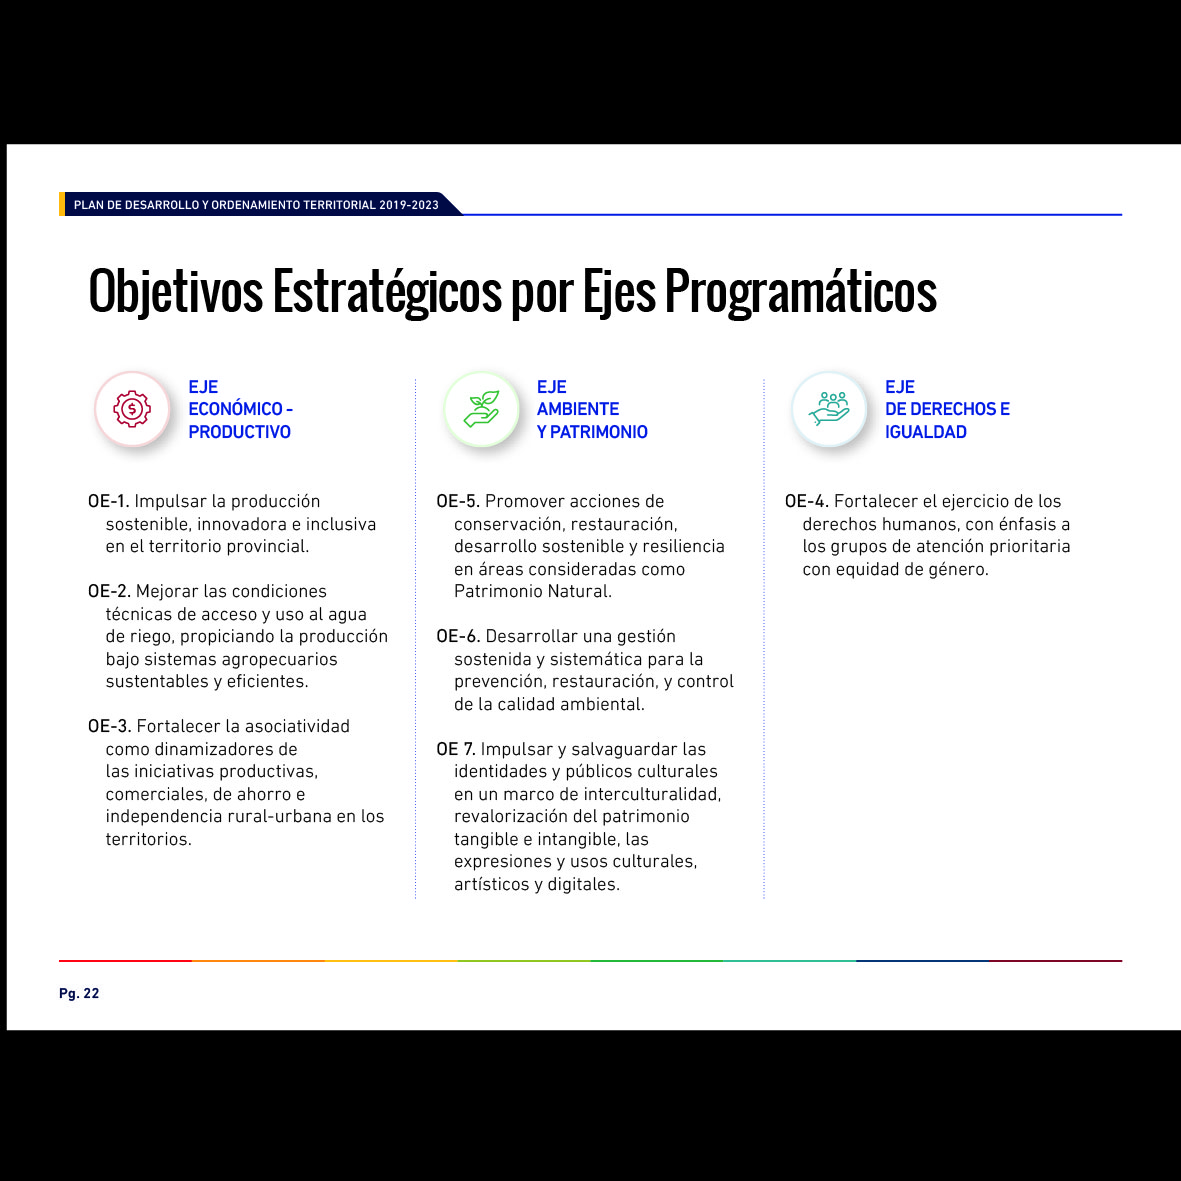 PLAN DE DESARROLLO Y ORDENAMIENTO TERRITORIAL 2019-2023
Objetivos Estratégicos por Ejes Programáticos
EJE
ECONÓMICO -
PRODUCTIVO
OE-1. Impulsar la producción
sostenible, innovadora e inclusiva
en el territorio provincial.
OE-2. Mejorar las condiciones
técnicas de acceso y uso al agua
de riego, propiciando la producción
bajo sistemas agropecuarios
sustentables y eficientes.
OE-3. Fortalecer la asociatividad
como dinamizadores de
las iniciativas productivas,
comerciales, de ahorro e
independencia rural-urbana en los
territorios.
EJE
AMBIENTE
Y PATRIMONIO
OE-5. Promover acciones de
conservación, restauración,
desarrollo sostenible y resiliencia
en áreas consideradas como
Patrimonio Natural.
OE-6. Desarrollar una gestión
sostenida y sistemática para la
prevención, restauración, y control
de la calidad ambiental.
OE 7. Impulsar y salvaguardar las
identidades y públicos culturales
en un marco de interculturalidad,
revalorización del patrimonio
tangible e intangible, las
expresiones y usos culturales,
artísticos y digitales.
EJE
DE DERECHOS E
IGUALDAD
OE-4. Fortalecer el ejercicio de los
derechos humanos, con énfasis a
los grupos de atención prioritaria
con equidad de género.
Pg. 22